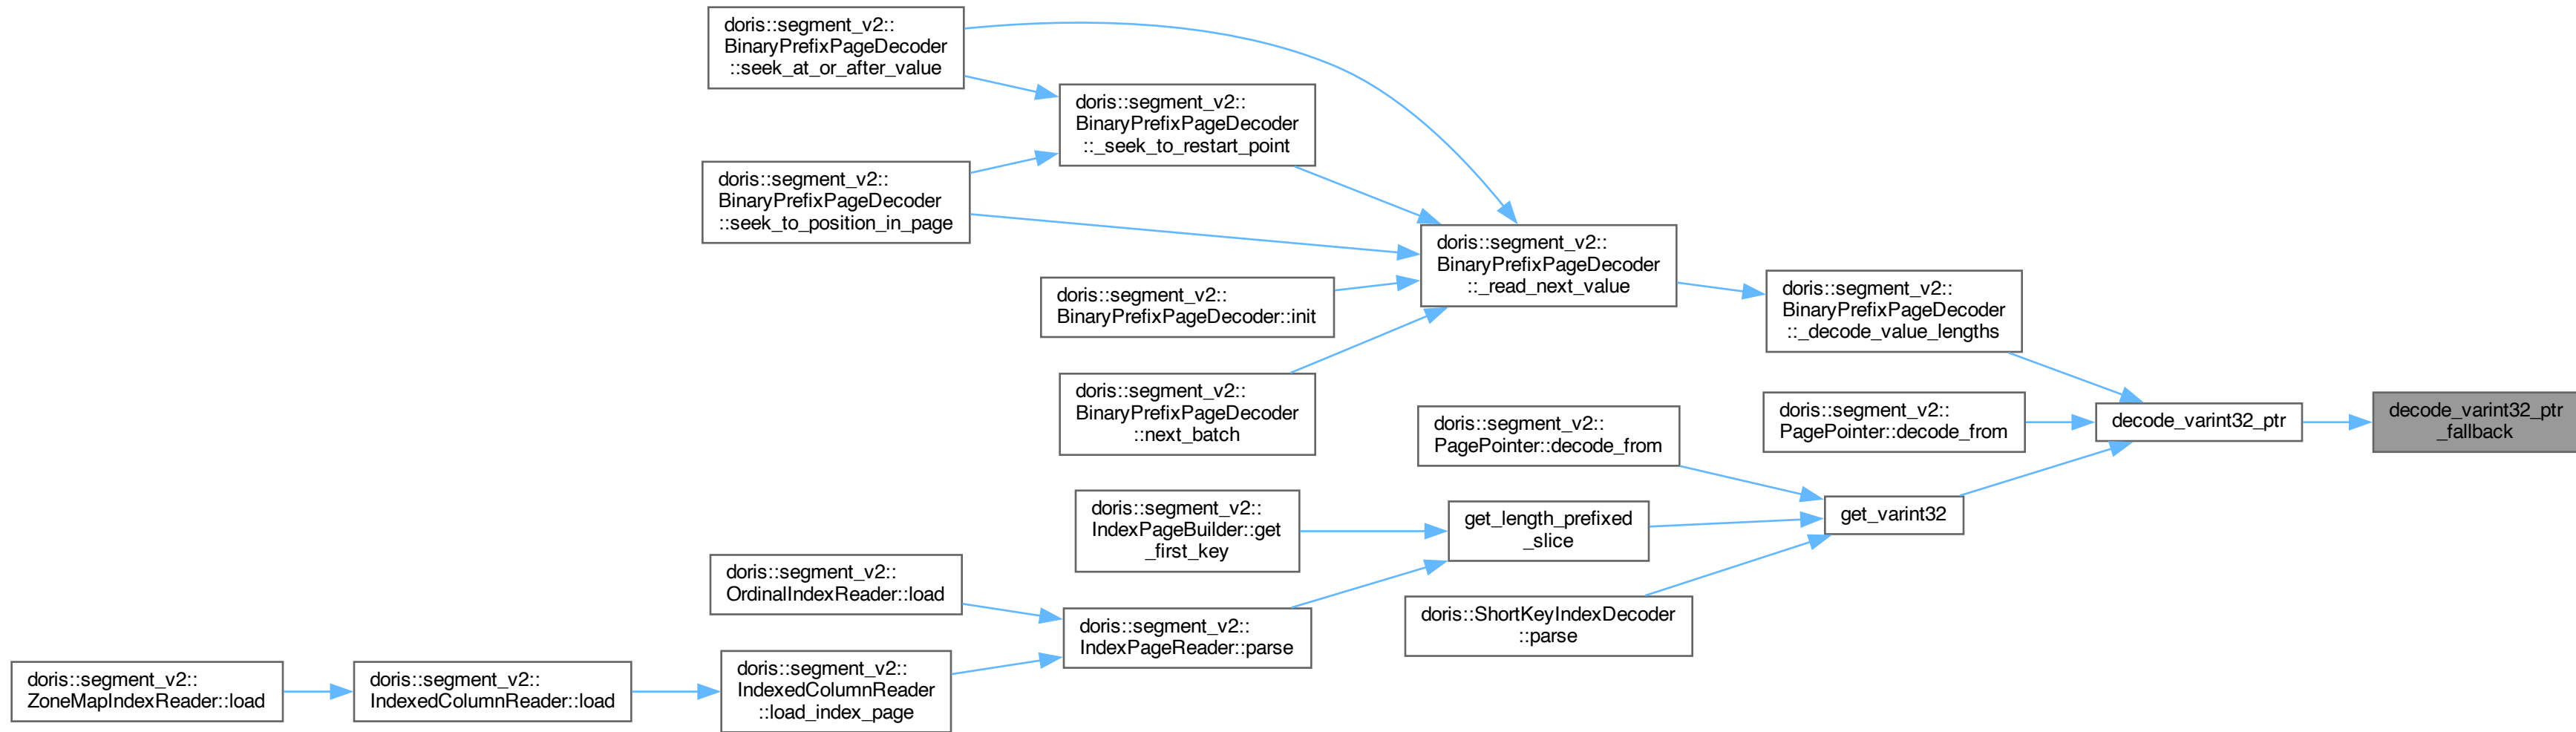 doris::segment_v2::
BinaryPrefixPageDecoder
::seek_at_or_after_value
doris::segment_v2::
BinaryPrefixPageDecoder
::_seek_to_restart_point
doris::segment_v2::
BinaryPrefixPageDecoder
::seek_to_position_in_page
doris::segment_v2::
BinaryPrefixPageDecoder
::_read_next_value
doris::segment_v2::
BinaryPrefixPageDecoder::init
doris::segment_v2::
BinaryPrefixPageDecoder
::_decode_value_lengths
doris::segment_v2::
BinaryPrefixPageDecoder
::next_batch
doris::segment_v2::
PagePointer::decode_from
doris::segment_v2::
PagePointer::decode_from
decode_varint32_ptr
decode_varint32_ptr
_fallback
doris::segment_v2::
IndexPageBuilder::get
_first_key
get_length_prefixed
_slice
get_varint32
doris::segment_v2::
OrdinalIndexReader::load
doris::segment_v2::
IndexPageReader::parse
doris::ShortKeyIndexDecoder
::parse
doris::segment_v2::
ZoneMapIndexReader::load
doris::segment_v2::
IndexedColumnReader::load
doris::segment_v2::
IndexedColumnReader
::load_index_page